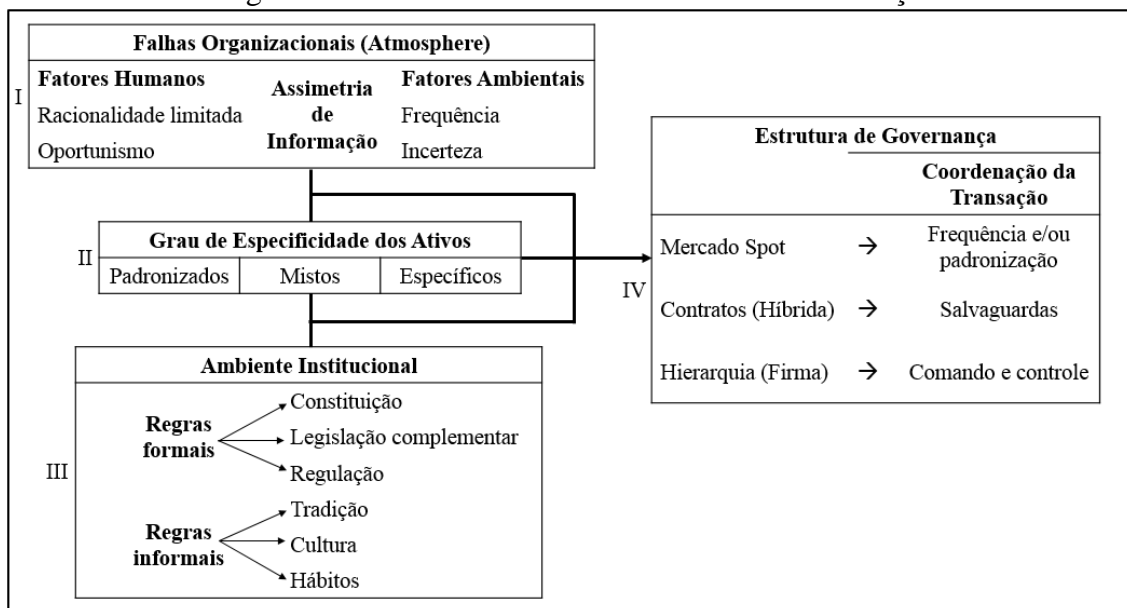 Falhas Organizacionais (Atmosphere)
I
Fatores Humanos
Racionalidade limitada
Oportunismo
Assimetria
de
Informação
Fatores Ambientais
Frequência
Incerteza
II
Grau de Especificidade dos Ativos
Padronizados Mistos Específicos
III
Ambiente Institucional
Regras
formais
Constituição
Legislação complementar
Regulação
Regras
informais
Tradição
Cultura
Hábitos
IV
Estrutura de Governança
Coordenação da
Transação
Mercado Spot → Frequência e/ou
padronização
Contratos (Híbrida) → Salvaguardas
Hierarquia (Firma) → Comando e controle